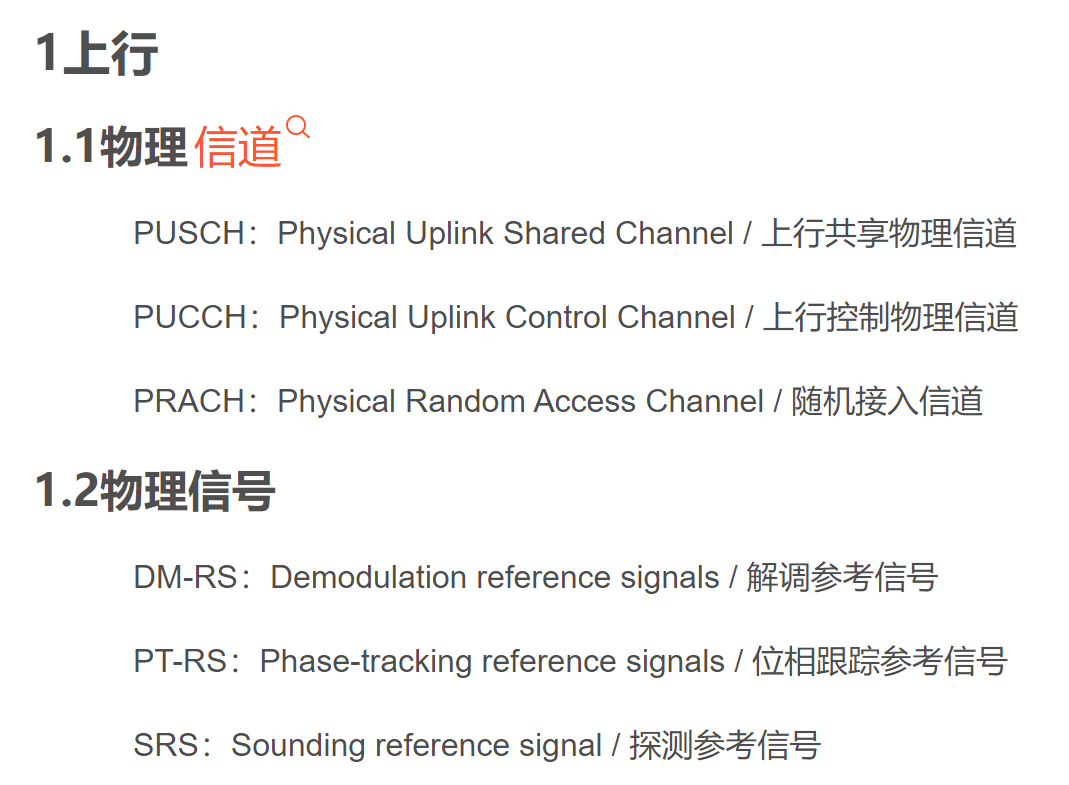 1上行
1.1物理信道
PUSCH：Physical Uplink Shared Channel / 上行共享物理信道
PUCCH：Physical Uplink Control Channel / 上行控制物理信道
PRACH：Physical Random Access Channel / 随机接入信道
1.2物理信号
DM-RS：Demodulation reference signals / 解调参考信号
PT-RS：Phase-tracking reference signals / 位相跟踪参考信号
SRS：Sounding reference signal / 探测参考信号